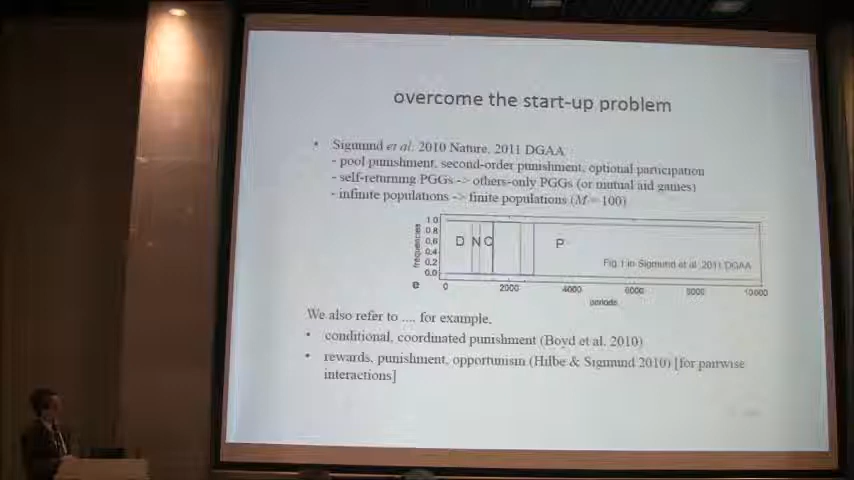 overcome the start-up problem
• Sigmund et al. 2010 Nature, 2011 DGAA
- pool punishment, second-order punishment, optional participation
- self-returning PGGs -> others-only PGGs (or mutual aid games)
- infinite populations -> finite populations (M = 100)
1.0
0.8
0.6
0.4
0.2
0.0
frequencies
D N C P
Fig 1 in Sigmund et al. 2011 DGAA
e
0 2000 4000 6000 8000 10000
periods
We also refer to .... for example,
• conditional, coordinated punishment (Boyd et al. 2010)
• rewards, punishment, opportunism (Hilbe & Sigmund 2010) [for pairwise
interactions]